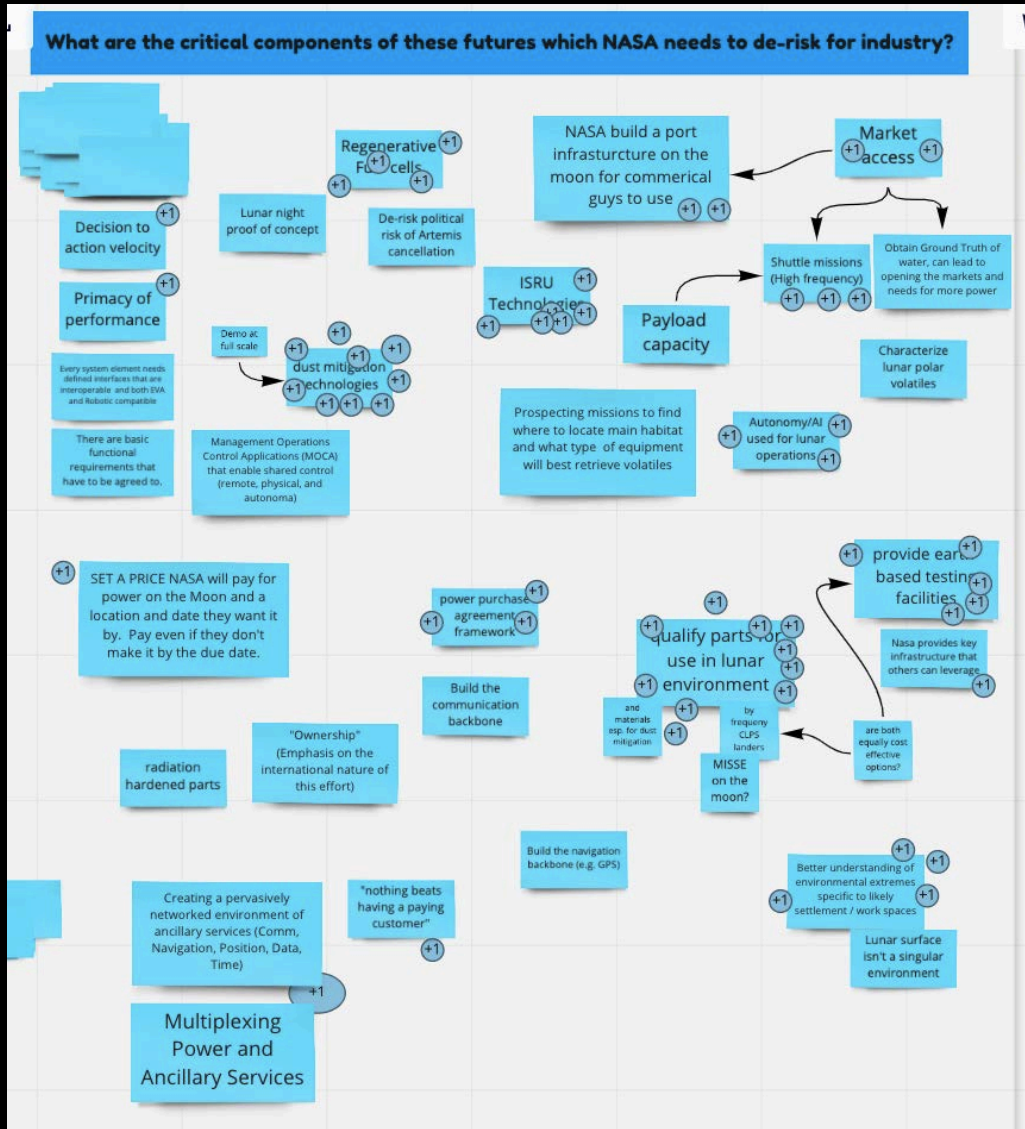 What are the critical components of these futures which NASA needs to de-risk for industry?
Regenerative
cells
+1
+1
+1
+1
NASA build a port
infrasturcture on the
moon for commerical
guys to use
+1
+1
Market
access
+1
+1
Decision to
action velocity
+1
Lunar night
proof of concept
De-risk political
risk of Artemis
cancellation
Shuttle missions
(High frequency)
+1
+1
+1
Obtain Ground Truth of
water, can lead to
opening the markets and
needs for more power
Primacy of
performance
+1
ISRU
Technologies
+1
+1
+1
+1
+1
+1
Payload
capacity
Demo at
full scale
dust mitigation
technologies
+1
+1
+1
+1
+1
+1
+1
+1
+1
Characterize
lunar polar
volatiles
Every system element needs
defined interfaces that are
interoperable and both EVA
and Robotic compatible
There are basic
functional
requirements that
have to be agreed to.
Management Operations
Control Applications (MOCA)
that enable shared control
(remote, physical, and
autonoma)
Prospecting missions to find
where to locate main habitat
and what type of equipment
will best retrieve volatiles
Autonomy/AI
used for lunar
operations
+1
+1
+1
+1
SET A PRICE NASA will pay for
power on the Moon and a
location and date they want it
by. Pay even if they don't
make it by the due date.
power purchase
agreement
framework
+1
+1
+1
provide
based testing
facilities
+1
+1
+1
+1
+1
qualify parts for
use in lunar
environment
+1
+1
+1
+1
+1
+1
+1
+1
+1
Nasa provides key
infrastructure that
others can leverage
+1
Build the
communication
backbone
and
materials
esp. for dust
mitigation
+1
by
frequeny
CLPS
landers
are both
equally cost
effective
options?
MISSE
on the
moon?
"Ownership"
(Emphasis on the
international nature of
this effort)
radiation
hardened parts
Build the navigation
backbone (e.g. GPS)
Better understanding of
environmental extremes
specific to likely
settlement / work spaces
+1
+1
+1
+1
Lunar surface
isn't a singular
environment
Creating a pervasively
networked environment of
ancillary services (Comm,
Navigation, Position, Data,
Time)
"nothing beats
having a paying
customer"
+1
+1
Multiplexing
Power and
Ancillary Services